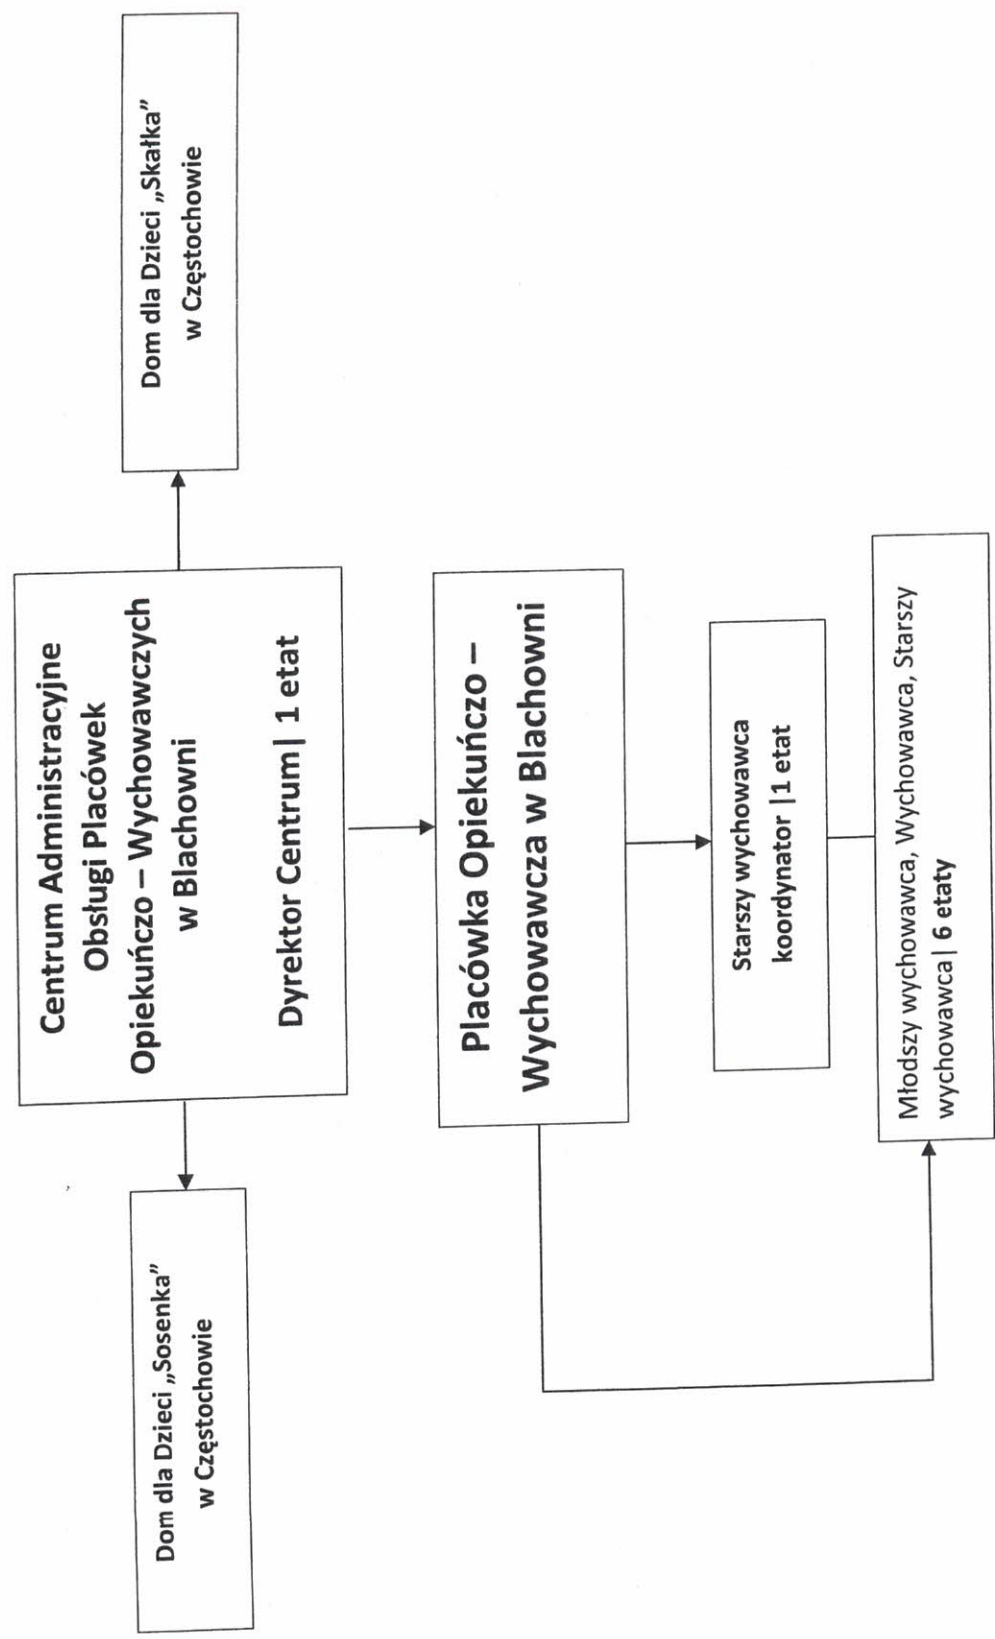 Centrum Administracyjne
Obsługi Placówek
Opiekuńczo – Wychowawczych
w Blachowni
Dyrektor Centrum| 1 etat
Dom dla Dzieci „Sosenka”
w Częstochowie
Dom dla Dzieci „Skałka”
w Częstochowie
Placówka Opiekuńczo –
Wychowawcza w Blachowni
Starszy wychowawca
koordynator |1 etat
Młodszy wychowawca, Wychowawca, Starszy
wychowawca| 6 etaty